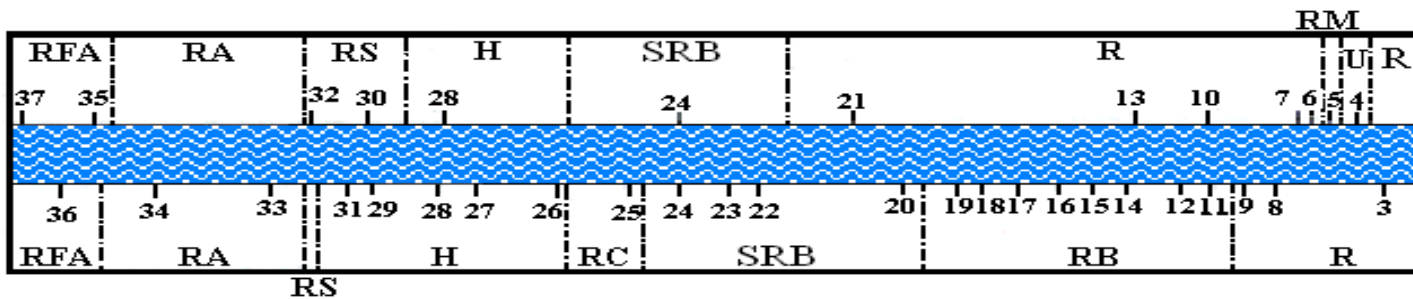 RM
RFA RA RS H SRB R U R
37 35 32 30 28 24 21 13 10 7 6 5 4
36 34 33 31 29 28 27 26 25 24 23 22 20 19 18 17 16 15 14 12 11 9 8 3
RFA RA H RC SRB RB R
RS